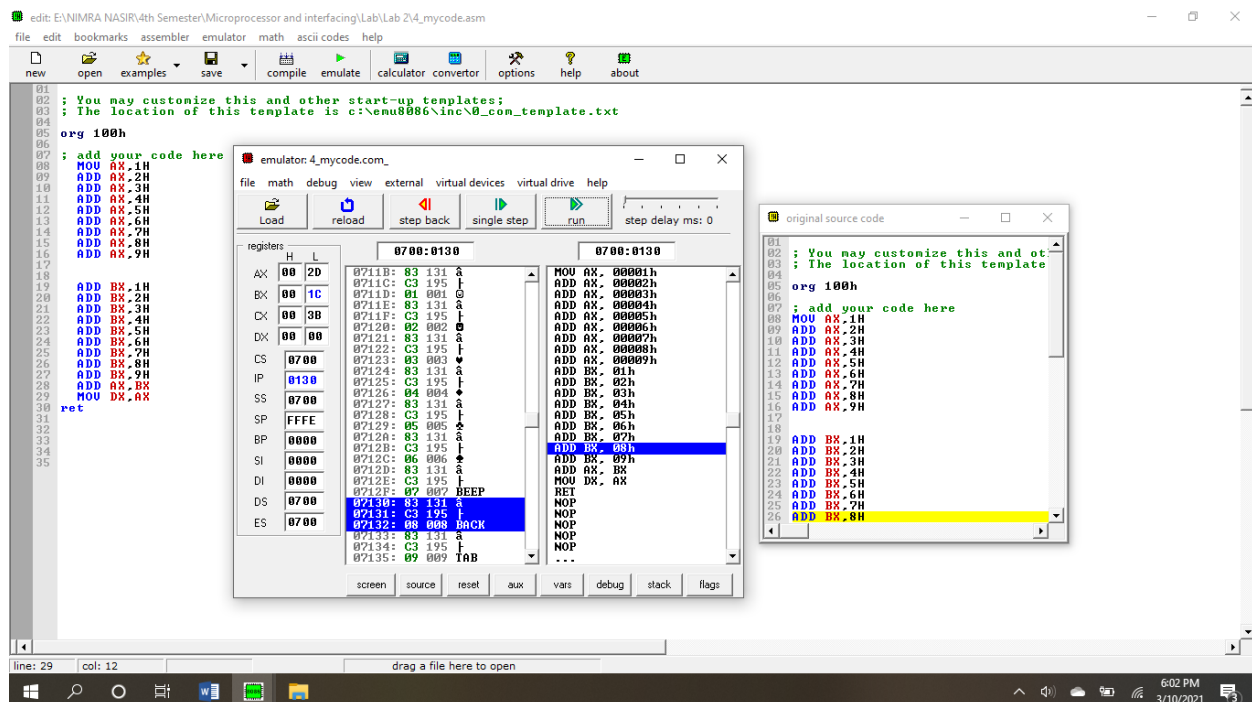 edit: E:\NIMRA NASIR\4th Semester\Microprocessor and interfacing\Lab\Lab 2\4_mycode.asm
file edit bookmarks assembler emulator math ascii codes help
new open examples save compile emulate calculator convertor options help about
01
02 ; You may customize this and other start-up templates;
03 ; The location of this template is c:\emu8086\inc\0_com_template.txt
04
05 org 100h
06
07 ; add your code here
08 MOV AX,1H
09 ADD AX,2H
10 ADD AX,3H
11 ADD AX,4H
12 ADD AX,5H
13 ADD AX,6H
14 ADD AX,7H
15 ADD AX,8H
16 ADD AX,9H
17
18
19 ADD BX,1H
20 ADD BX,2H
21 ADD BX,3H
22 ADD BX,4H
23 ADD BX,5H
24 ADD BX,6H
25 ADD BX,7H
26 ADD BX,8H
27 ADD BX,9H
28 ADD AX,BX
29 MOV DX,AX
30 ret
31
32
33
34
35
emulator: 4_mycode.com_
file math debug view external virtual devices virtual drive help
Load reload step back single step run step delay ms: 0
registers
H L
AX 00 2D
BX 00 1C
CX 00 3B
DX 00 00
CS 0700
IP 0130
SS 0700
SP FFFE
BP 0000
SI 0000
DI 0000
DS 0700
ES 0700
0700:0130
0711B: 83 131 â
0711C: C3 195 ├
0711D: 01 001 ☺
0711E: 83 131 â
0711F: C3 195 ├
07120: 02 002 ☻
07121: 83 131 â
07122: C3 195 ├
07123: 03 003 ♥
07124: 83 131 â
07125: C3 195 ├
07126: 04 004 ♦
07127: 83 131 â
07128: C3 195 ├
07129: 05 005 ♣
0712A: 83 131 â
0712B: C3 195 ├
0712C: 06 006 ♠
0712D: 83 131 â
0712E: C3 195 ├
0712F: 07 007 BEEP
07130: 83 131 â
07131: C3 195 ├
07132: 08 008 BACK
07133: 83 131 â
07134: C3 195 ├
07135: 09 009 TAB
0700:0130
MOV AX, 00001h
ADD AX, 00002h
ADD AX, 00003h
ADD AX, 00004h
ADD AX, 00005h
ADD AX, 00006h
ADD AX, 00007h
ADD AX, 00008h
ADD AX, 00009h
ADD BX, 01h
ADD BX, 02h
ADD BX, 03h
ADD BX, 04h
ADD BX, 05h
ADD BX, 06h
ADD BX, 07h
ADD BX, 08h
ADD BX, 09h
ADD AX, BX
MOV DX, AX
RET
NOP
NOP
NOP
NOP
NOP
...
screen source reset aux vars debug stack flags
original source code
01
02 ; You may customize this and ot
03 ; The location of this template
04
05 org 100h
06
07 ; add your code here
08 MOV AX,1H
09 ADD AX,2H
10 ADD AX,3H
11 ADD AX,4H
12 ADD AX,5H
13 ADD AX,6H
14 ADD AX,7H
15 ADD AX,8H
16 ADD AX,9H
17
18
19 ADD BX,1H
20 ADD BX,2H
21 ADD BX,3H
22 ADD BX,4H
23 ADD BX,5H
24 ADD BX,6H
25 ADD BX,7H
26 ADD BX,8H
line: 29 col: 12 drag a file here to open
6:02 PM
3/10/2021
3